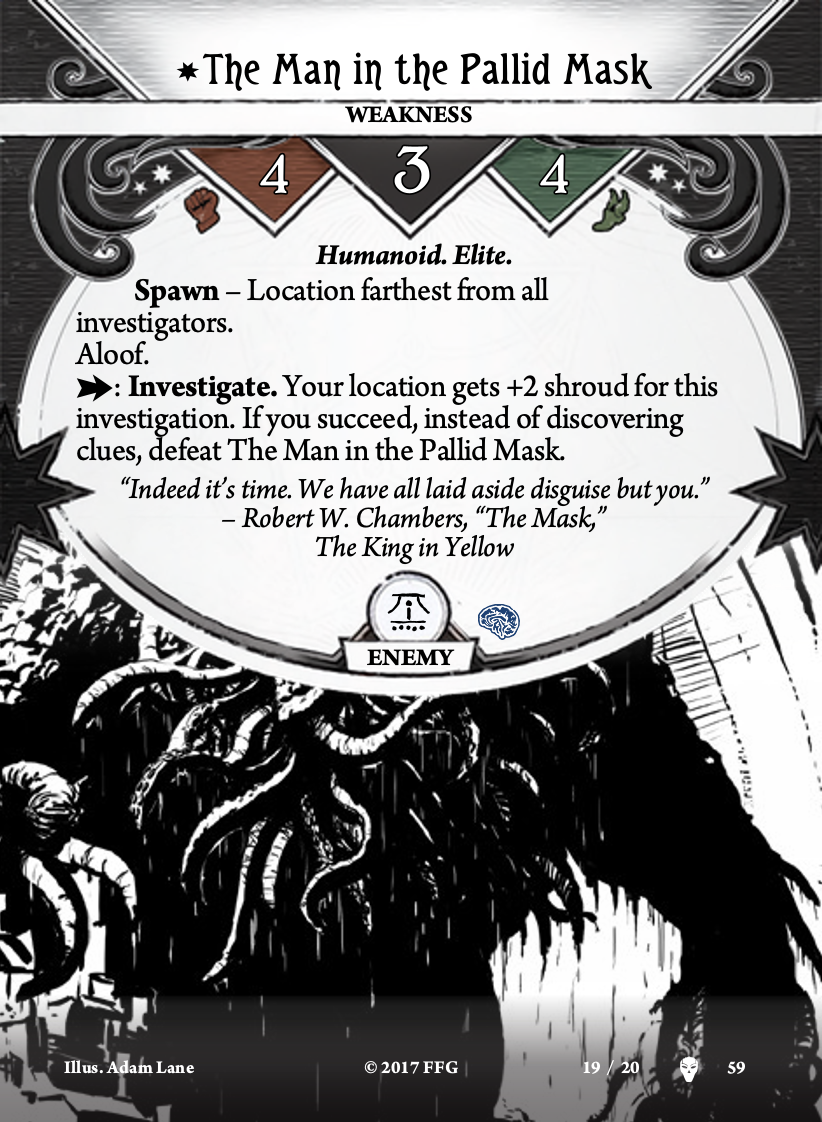 The Man in the Pallid Mask
WEAKNESS
4
3
4
Humanoid. Elite.
Spawn – Location farthest from all
investigators.
Aloof.
: Investigate. Your location gets +2 shroud for this
investigation. If you succeed, instead of discovering
clues, defeat The Man in the Pallid Mask.
“Indeed it’s time. We have all laid aside disguise but you.”
– Robert W. Chambers, “The Mask,”
The King in Yellow
ENEMY
Illus. Adam Lane © 2017 FFG 19 / 20 59